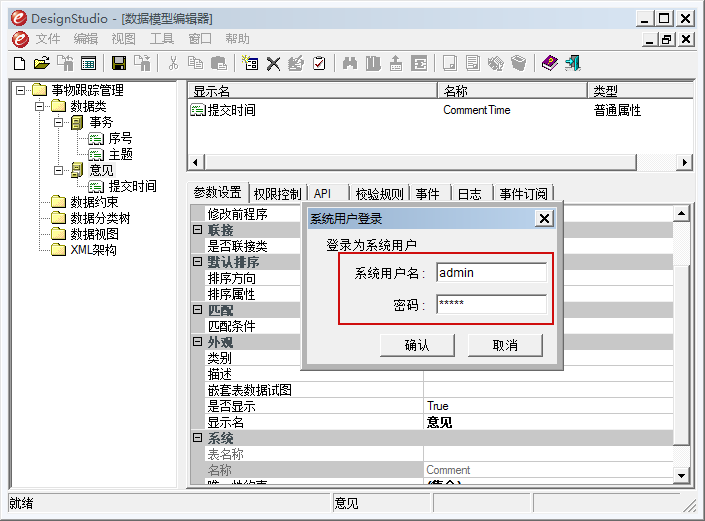 DesignStudio - [数据模型编辑器]
文件 编辑 视图 工具 窗口 帮助
事物跟踪管理
数据类
事务
序号
主题
意见
提交时间
数据约束
数据分类树
数据视图
XML架构
显示名 名称 类型
提交时间 CommentTime 普通属性
参数设置 权限控制 API 校验规则 事件 日志 事件订阅
修改前程序
联接
是否联接类
默认排序
排序方向
排序属性
匹配
匹配条件
外观
类别
描述
嵌套表数据试图
是否显示 True
显示名 意见
系统
表名称
名称 Comment
唯一性约束 (集合)
系统用户登录
登录为系统用户
系统用户名: admin
密码: *****
确认 取消
就绪 意见